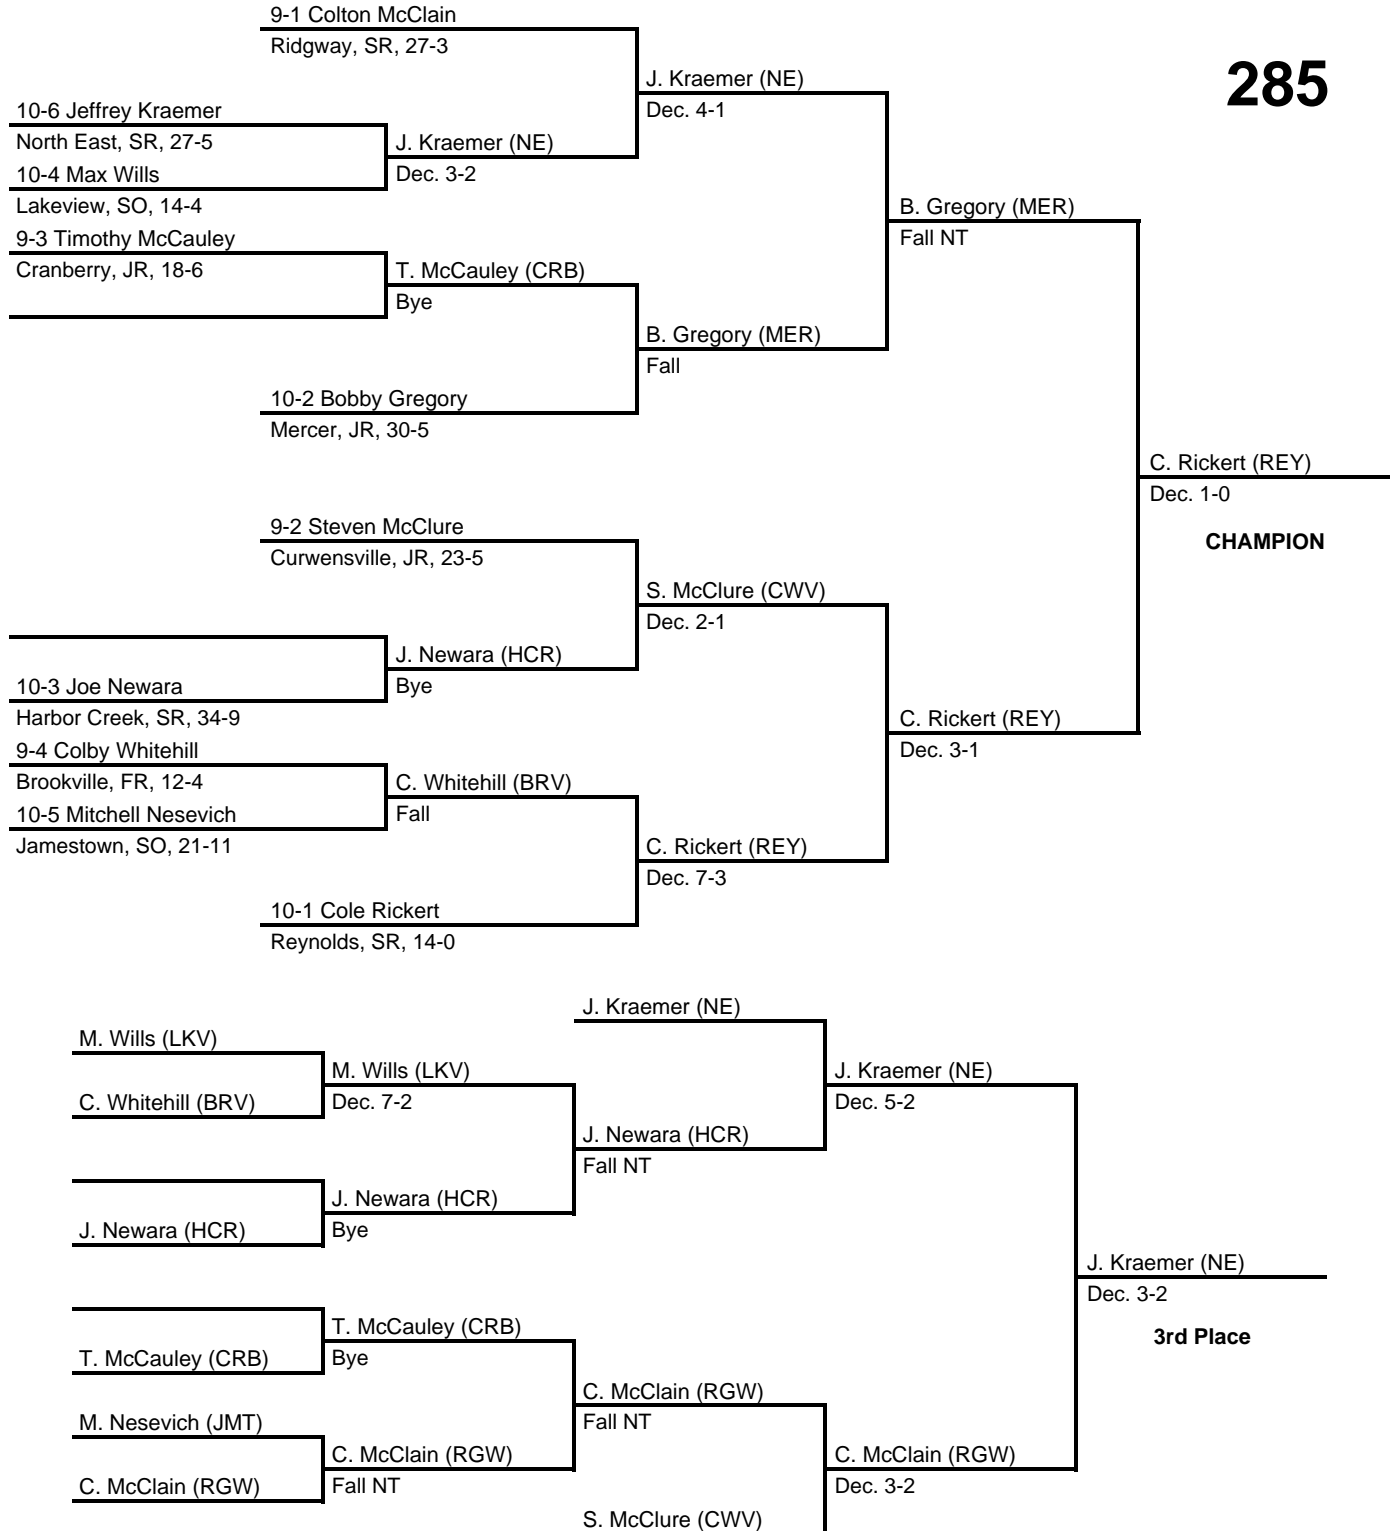 9-1 Colton McClain
Ridgway, SR, 27-3
285
J. Kraemer (NE)
Dec. 4-1
10-6 Jeffrey Kraemer
North East, SR, 27-5
J. Kraemer (NE)
Dec. 3-2
10-4 Max Wills
Lakeview, SO, 14-4
B. Gregory (MER)
Fall NT
9-3 Timothy McCauley
Cranberry, JR, 18-6
T. McCauley (CRB)
Bye
B. Gregory (MER)
Fall
10-2 Bobby Gregory
Mercer, JR, 30-5
C. Rickert (REY)
Dec. 1-0
CHAMPION
9-2 Steven McClure
Curwensville, JR, 23-5
S. McClure (CWV)
Dec. 2-1
J. Newara (HCR)
Bye
10-3 Joe Newara
Harbor Creek, SR, 34-9
C. Rickert (REY)
Dec. 3-1
9-4 Colby Whitehill
Brookville, FR, 12-4
C. Whitehill (BRV)
Fall
10-5 Mitchell Nesevich
Jamestown, SO, 21-11
C. Rickert (REY)
Dec. 7-3
10-1 Cole Rickert
Reynolds, SR, 14-0
J. Kraemer (NE)
M. Wills (LKV)
M. Wills (LKV)
Dec. 7-2
J. Kraemer (NE)
Dec. 5-2
C. Whitehill (BRV)
J. Newara (HCR)
Fall NT
J. Newara (HCR)
Bye
J. Newara (HCR)
J. Kraemer (NE)
Dec. 3-2
3rd Place
T. McCauley (CRB)
Bye
T. McCauley (CRB)
C. McClain (RGW)
Fall NT
M. Nesevich (JMT)
C. McClain (RGW)
Fall NT
C. McClain (RGW)
Dec. 3-2
C. McClain (RGW)
S. McClure (CWV)